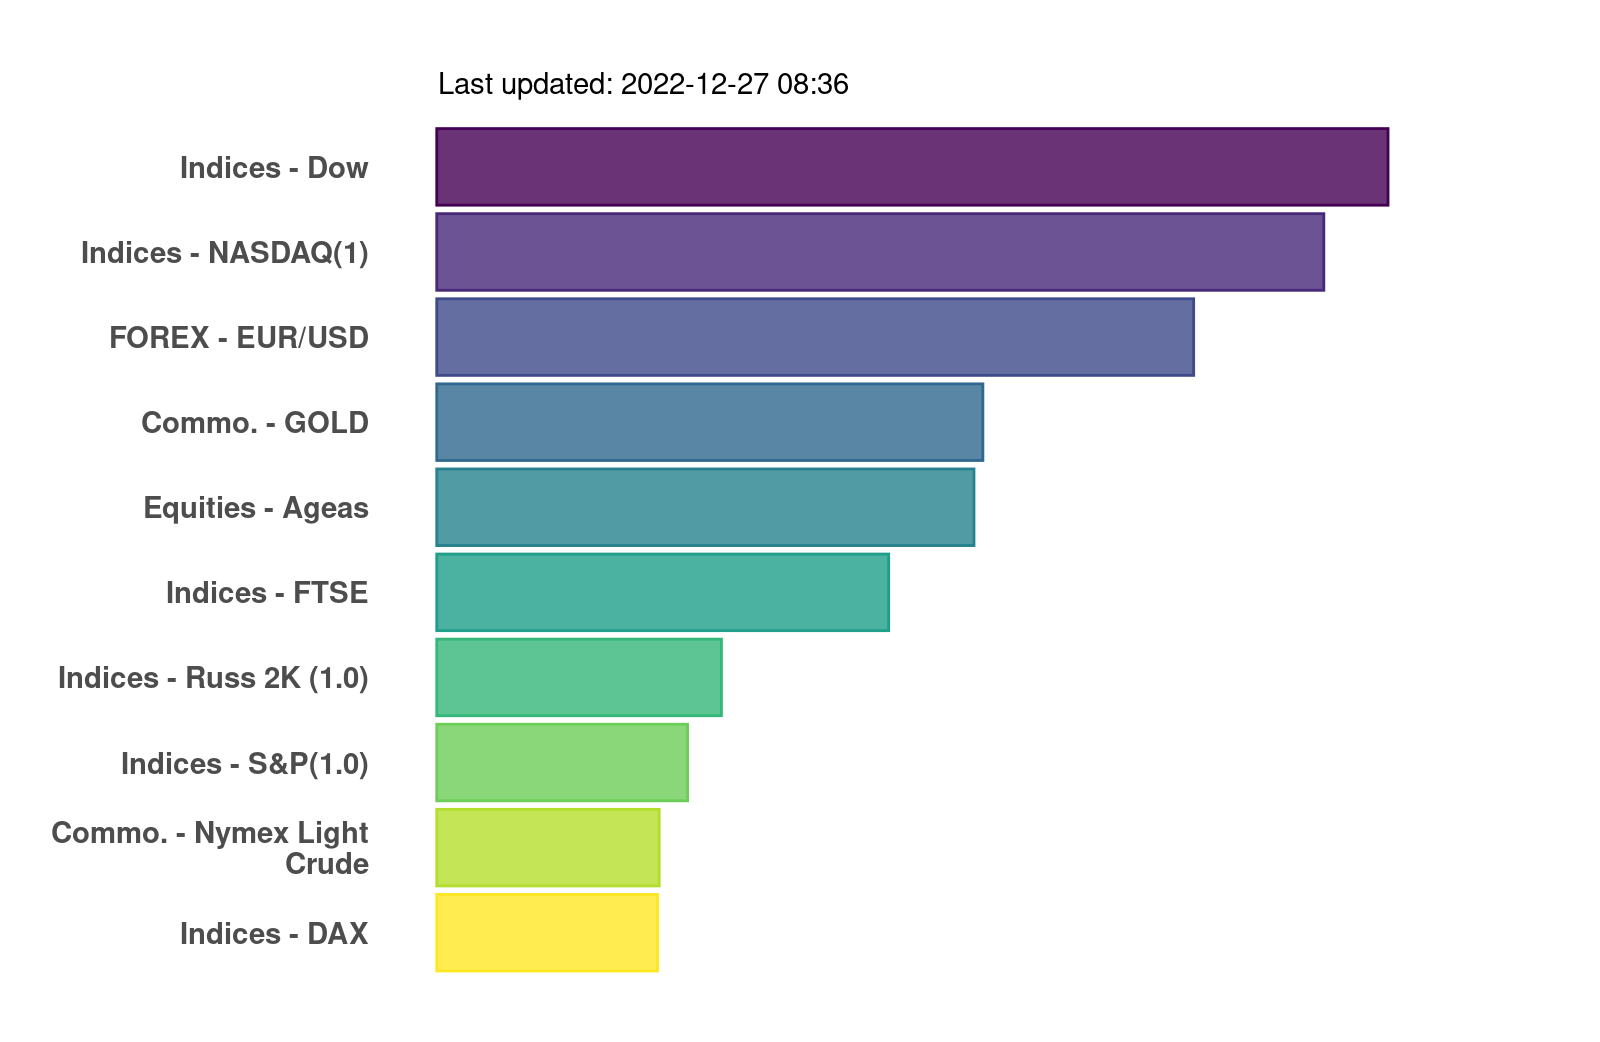 Last updated: 2022-12-27 08:36
Indices - Dow
Indices - NASDAQ(1)
FOREX - EUR/USD
Commo. - GOLD
Equities - Ageas
Indices - FTSE
Indices - Russ 2K (1.0)
Indices - S&P(1.0)
Commo. - Nymex Light
Crude
Indices - DAX